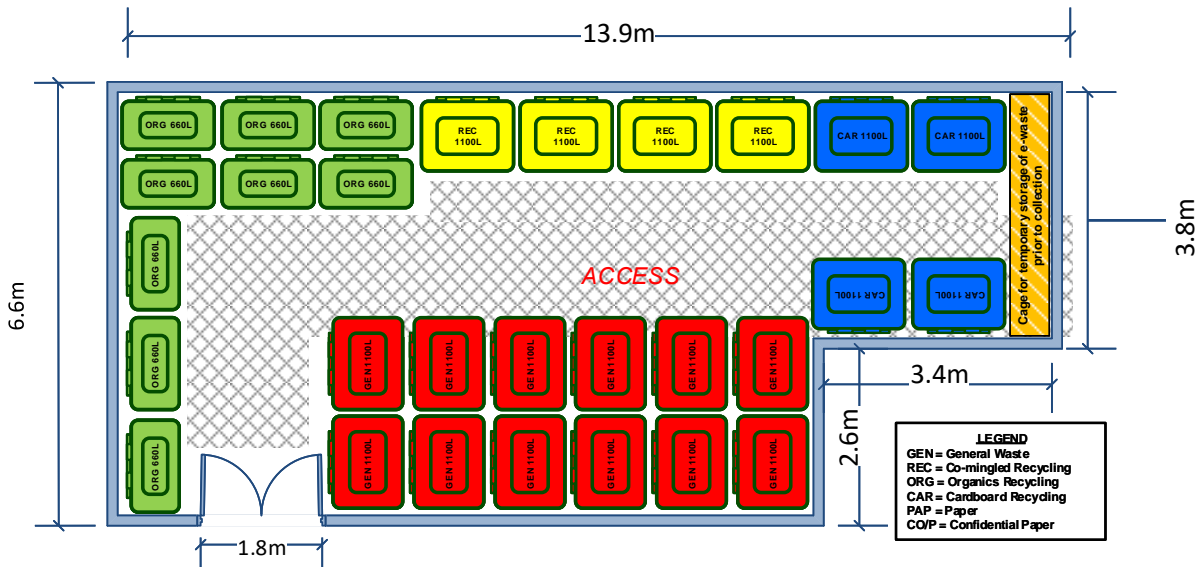 13.9m
ORG 660L
ORG 660L
ORG 660L
REC
1100L
REC
1100L
REC
1100L
REC
1100L
CAR 1100L
CAR 1100L
ORG 660L
ORG 660L
ORG 660L
Cage for temporary storage of e-waste
prior to collection
3.8m
6.6m
ORG 660L
ACCESS
CAR 1100L
CAR 1100L
ORG 660L
GEN 1100L
GEN 1100L
GEN 1100L
GEN 1100L
GEN 1100L
GEN 1100L
3.4m
2.6m
ORG 660L
GEN 1100L
GEN 1100L
GEN 1100L
GEN 1100L
GEN 1100L
GEN 1100L
LEGEND
GEN = General Waste
REC = Co-mingled Recycling
ORG = Organics Recycling
CAR = Cardboard Recycling
PAP = Paper
CO/P = Confidential Paper
1.8m